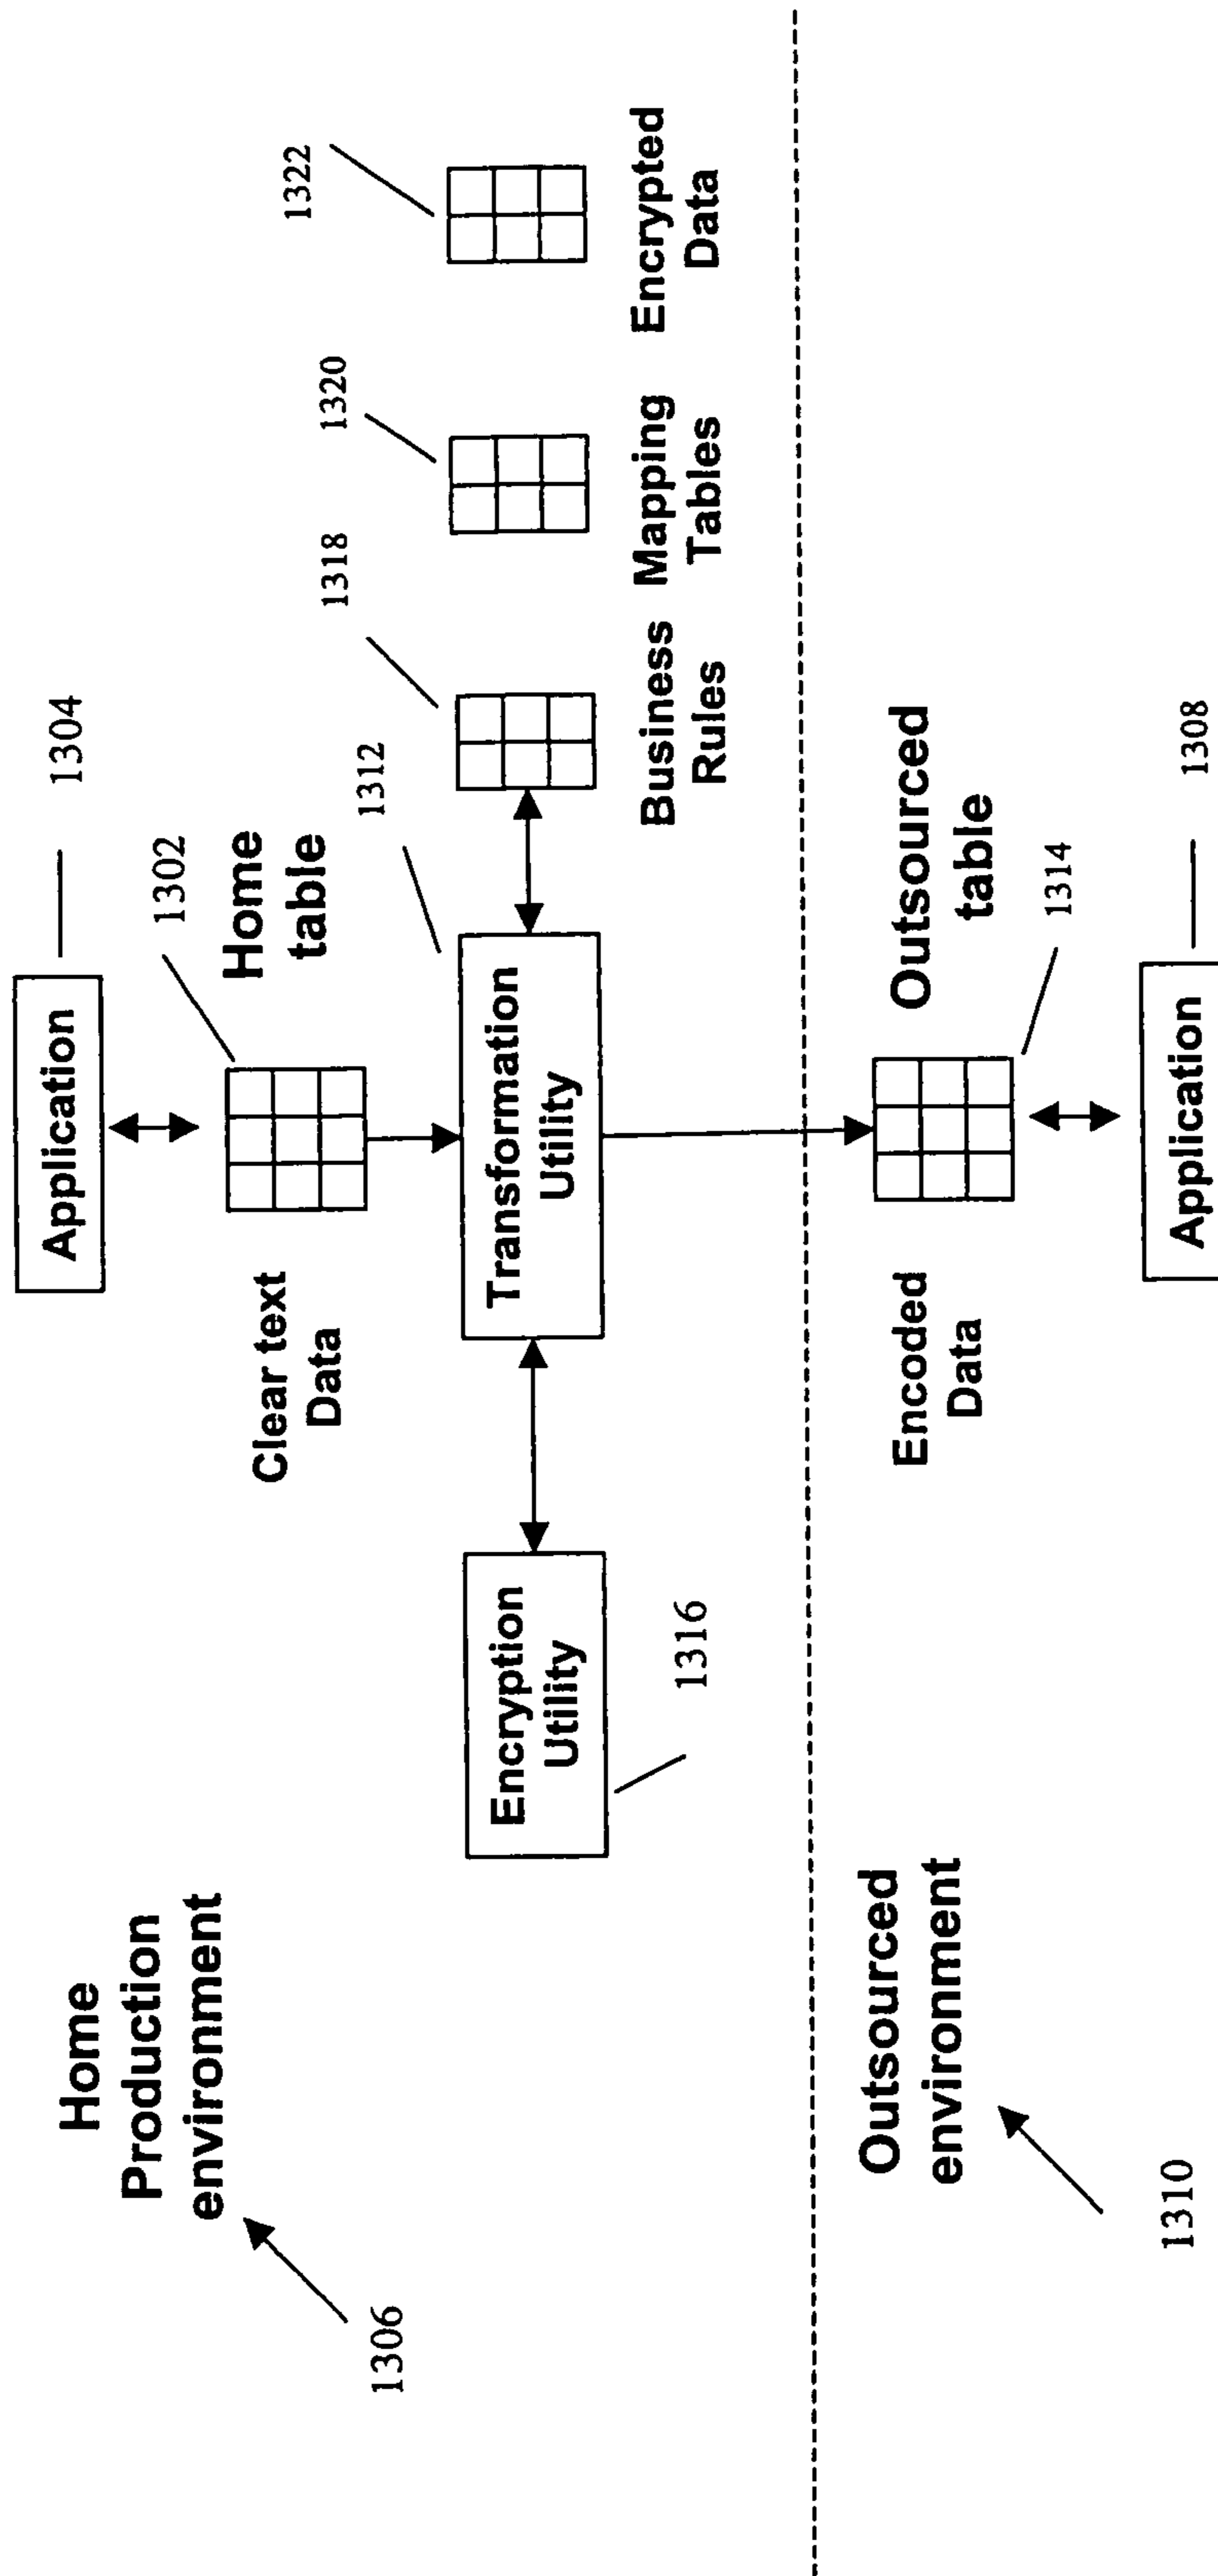 Home
Production
environment
1306
Application
1304
1302
Clear text
Data
Home
table
1312
Encryption
Utility
1316
Transformation
Utility
1318
Business
Rules
1320
Mapping
Tables
1322
Encrypted
Data
Outsourced
environment
1310
Encoded
Data
Outsourced
table
1314
Application
1308